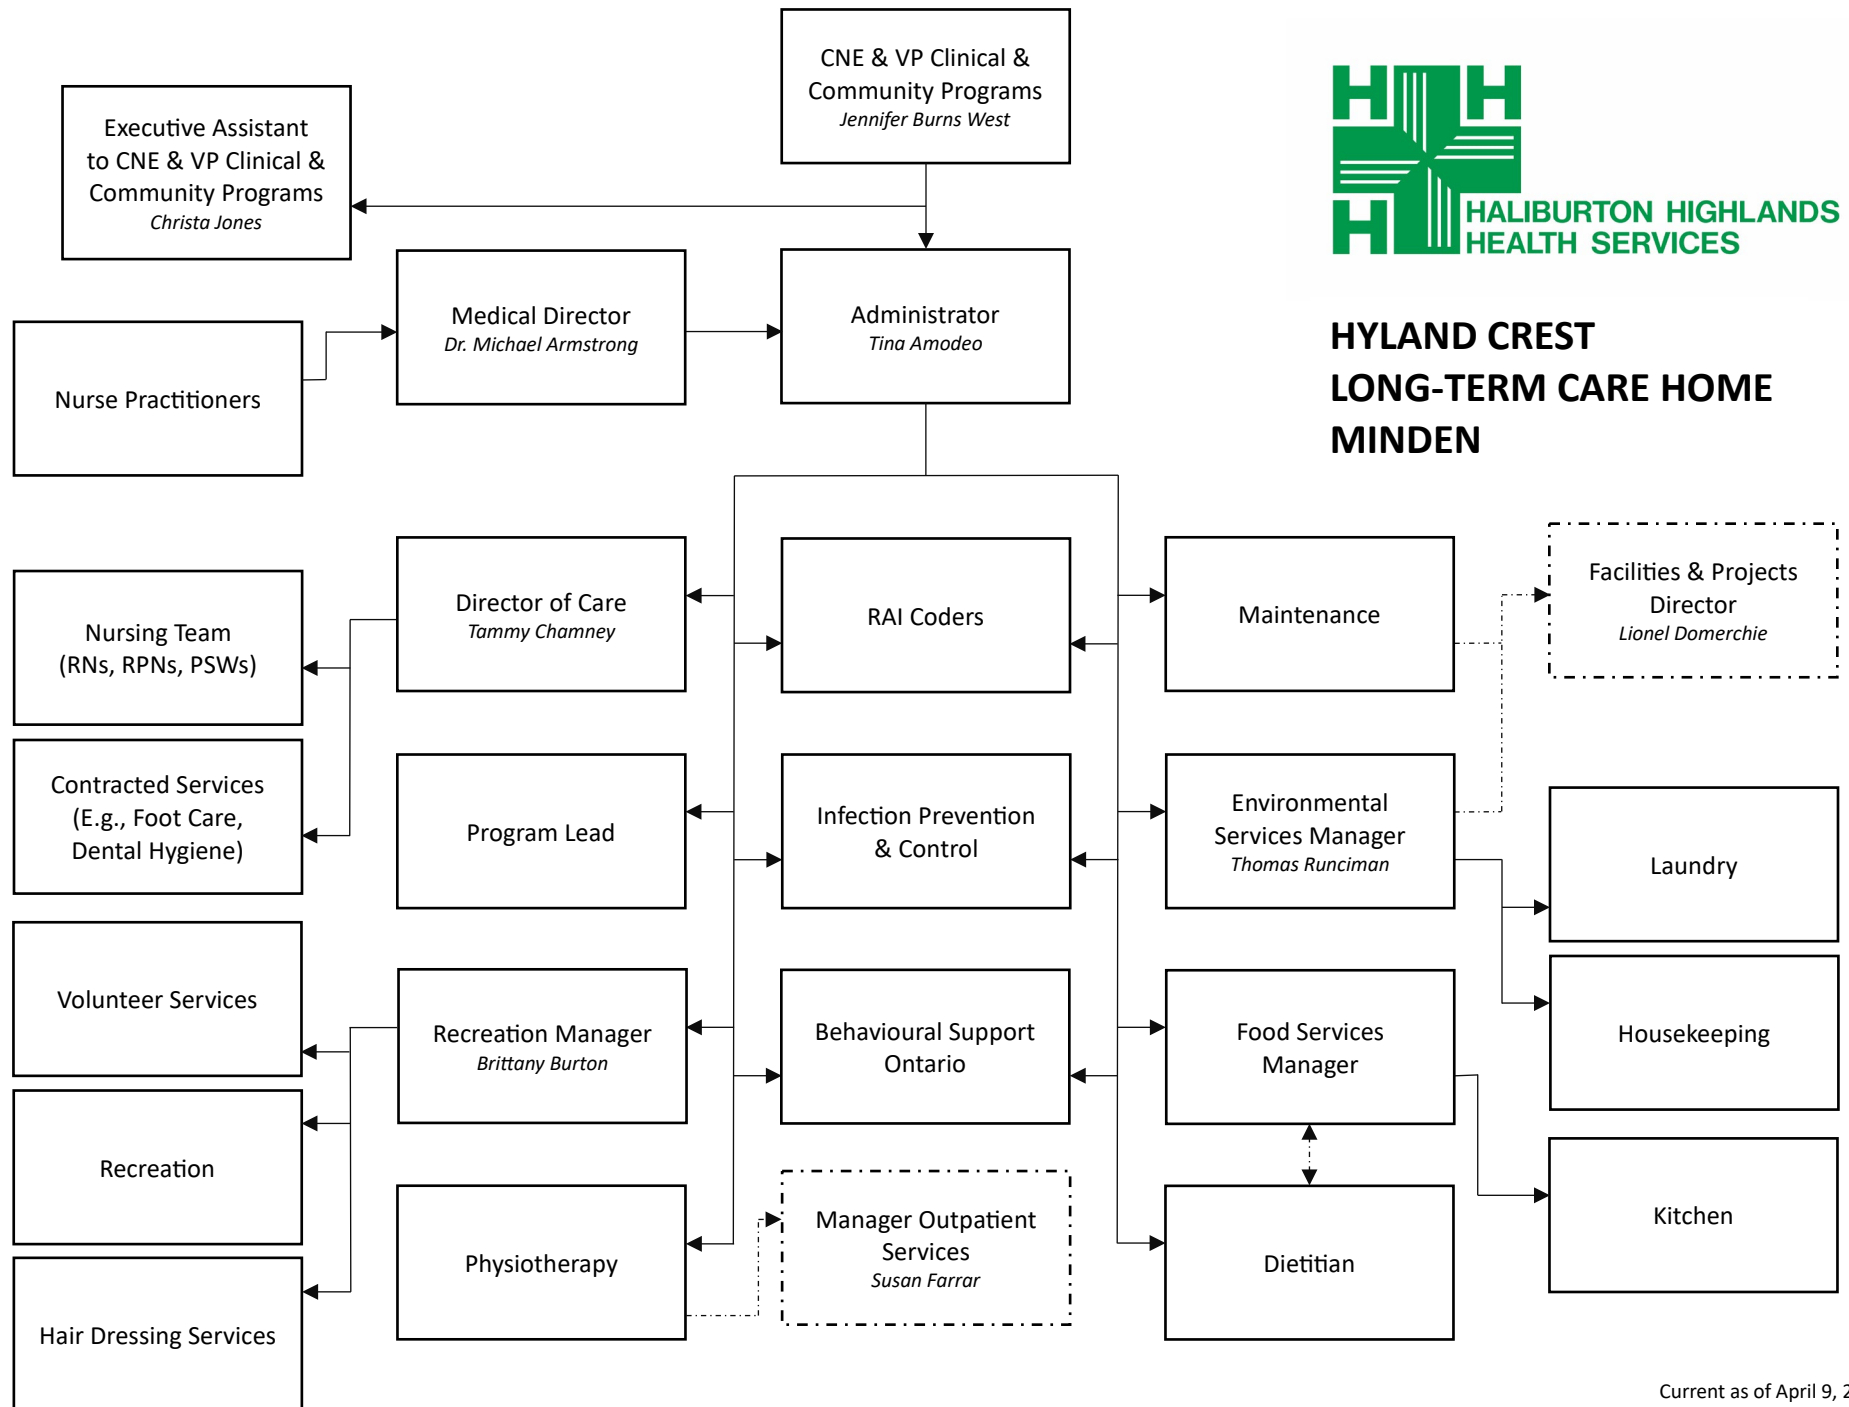 CNE & VP Clinical &
Community Programs
Jennifer Burns West
Executive Assistant
to CNE & VP Clinical &
Community Programs
Christa Jones
H H
H
HALIBURTON HIGHLANDS
HEALTH SERVICES
Medical Director
Dr. Michael Armstrong
Administrator
Tina Amodeo
HYLAND CREST
LONG-TERM CARE HOME
MINDEN
Nurse Practitioners
Director of Care
Tammy Chamney
RAI Coders
Maintenance
Facilities & Projects
Director
Lionel Domerchie
Nursing Team
(RNs, RPNs, PSWs)
Contracted Services
(E.g., Foot Care,
Dental Hygiene)
Program Lead
Infection Prevention
& Control
Environmental
Services Manager
Thomas Runciman
Laundry
Volunteer Services
Recreation Manager
Brittany Burton
Behavioural Support
Ontario
Food Services
Manager
Housekeeping
Recreation
Physiotherapy
Manager Outpatient
Services
Susan Farrar
Dietitian
Kitchen
Hair Dressing Services
Current as of April 9, 2